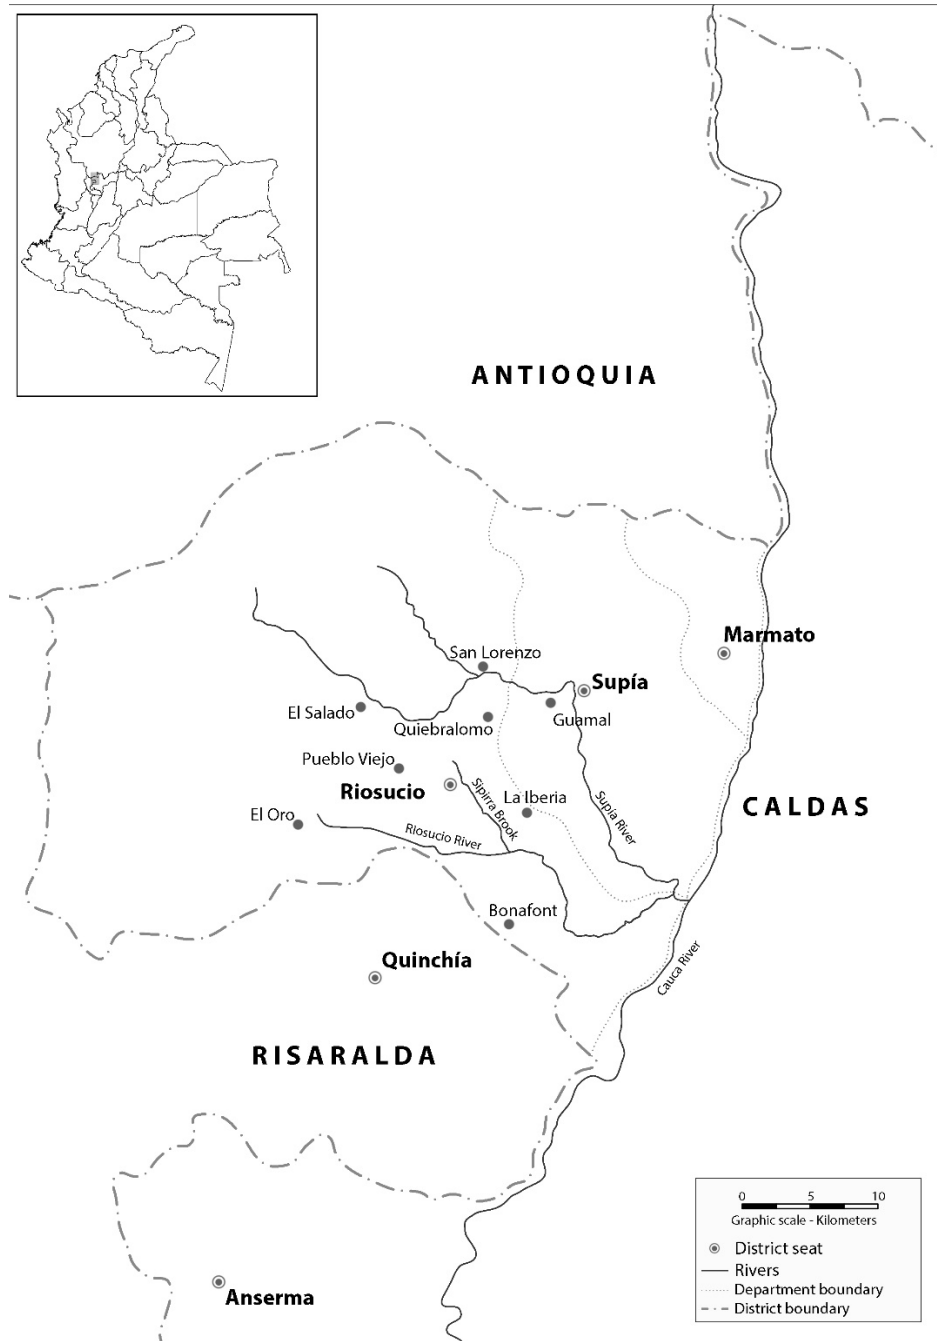 ANTIOQUIA
Marmato
San Lorenzo
Supía
El Salado
Guamal
Quiebralomo
Pueblo Viejo
Riosucio
Sipirra Brook
La Iberia
Supía River
CALDAS
El Oro
Riosucio River
Bonafont
Quinchía
Cauca River
RISARALDA
Anserma
0 5 10
Graphic scale - Kilometers
District seat
Rivers
Department boundary
District boundary